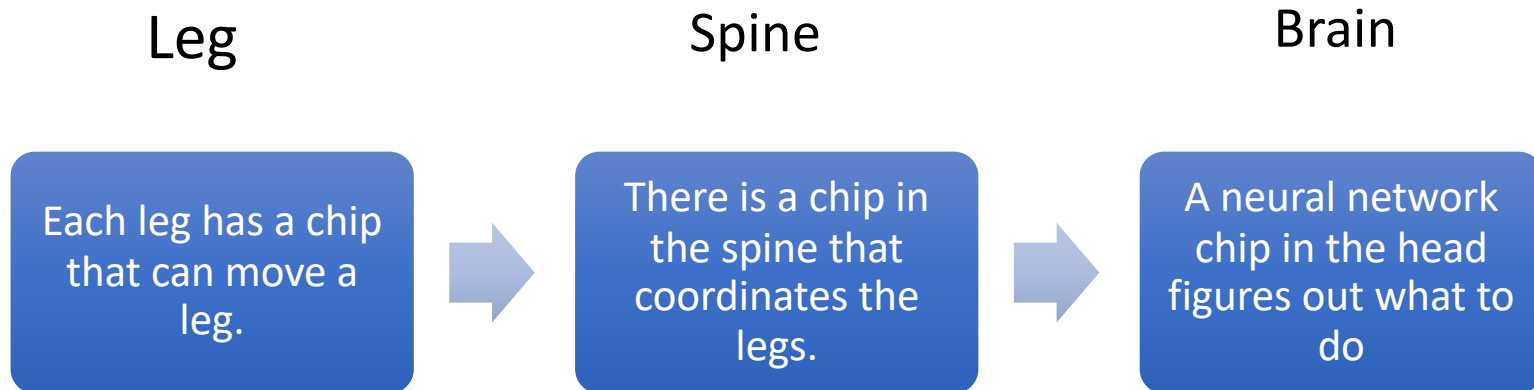 Leg
Spine
Brain
Each leg has a chip
that can move a
leg.
There is a chip in
the spine that
coordinates the
legs.
A neural network
chip in the head
figures out what to
do